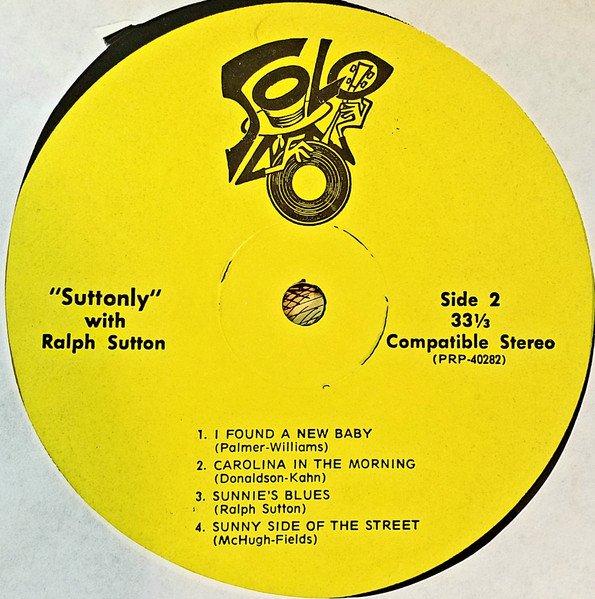 SOLO
"Suttonly"
with
Ralph Sutton
Side 2
33⅓
Compatible Stereo
(PRP-40282)
1. I FOUND A NEW BABY
(Palmer-Williams)
2. CAROLINA IN THE MORNING
(Donaldson-Kahn)
3. SUNNIE'S BLUES
(Ralph Sutton)
4. SUNNY SIDE OF THE STREET
(McHugh-Fields)